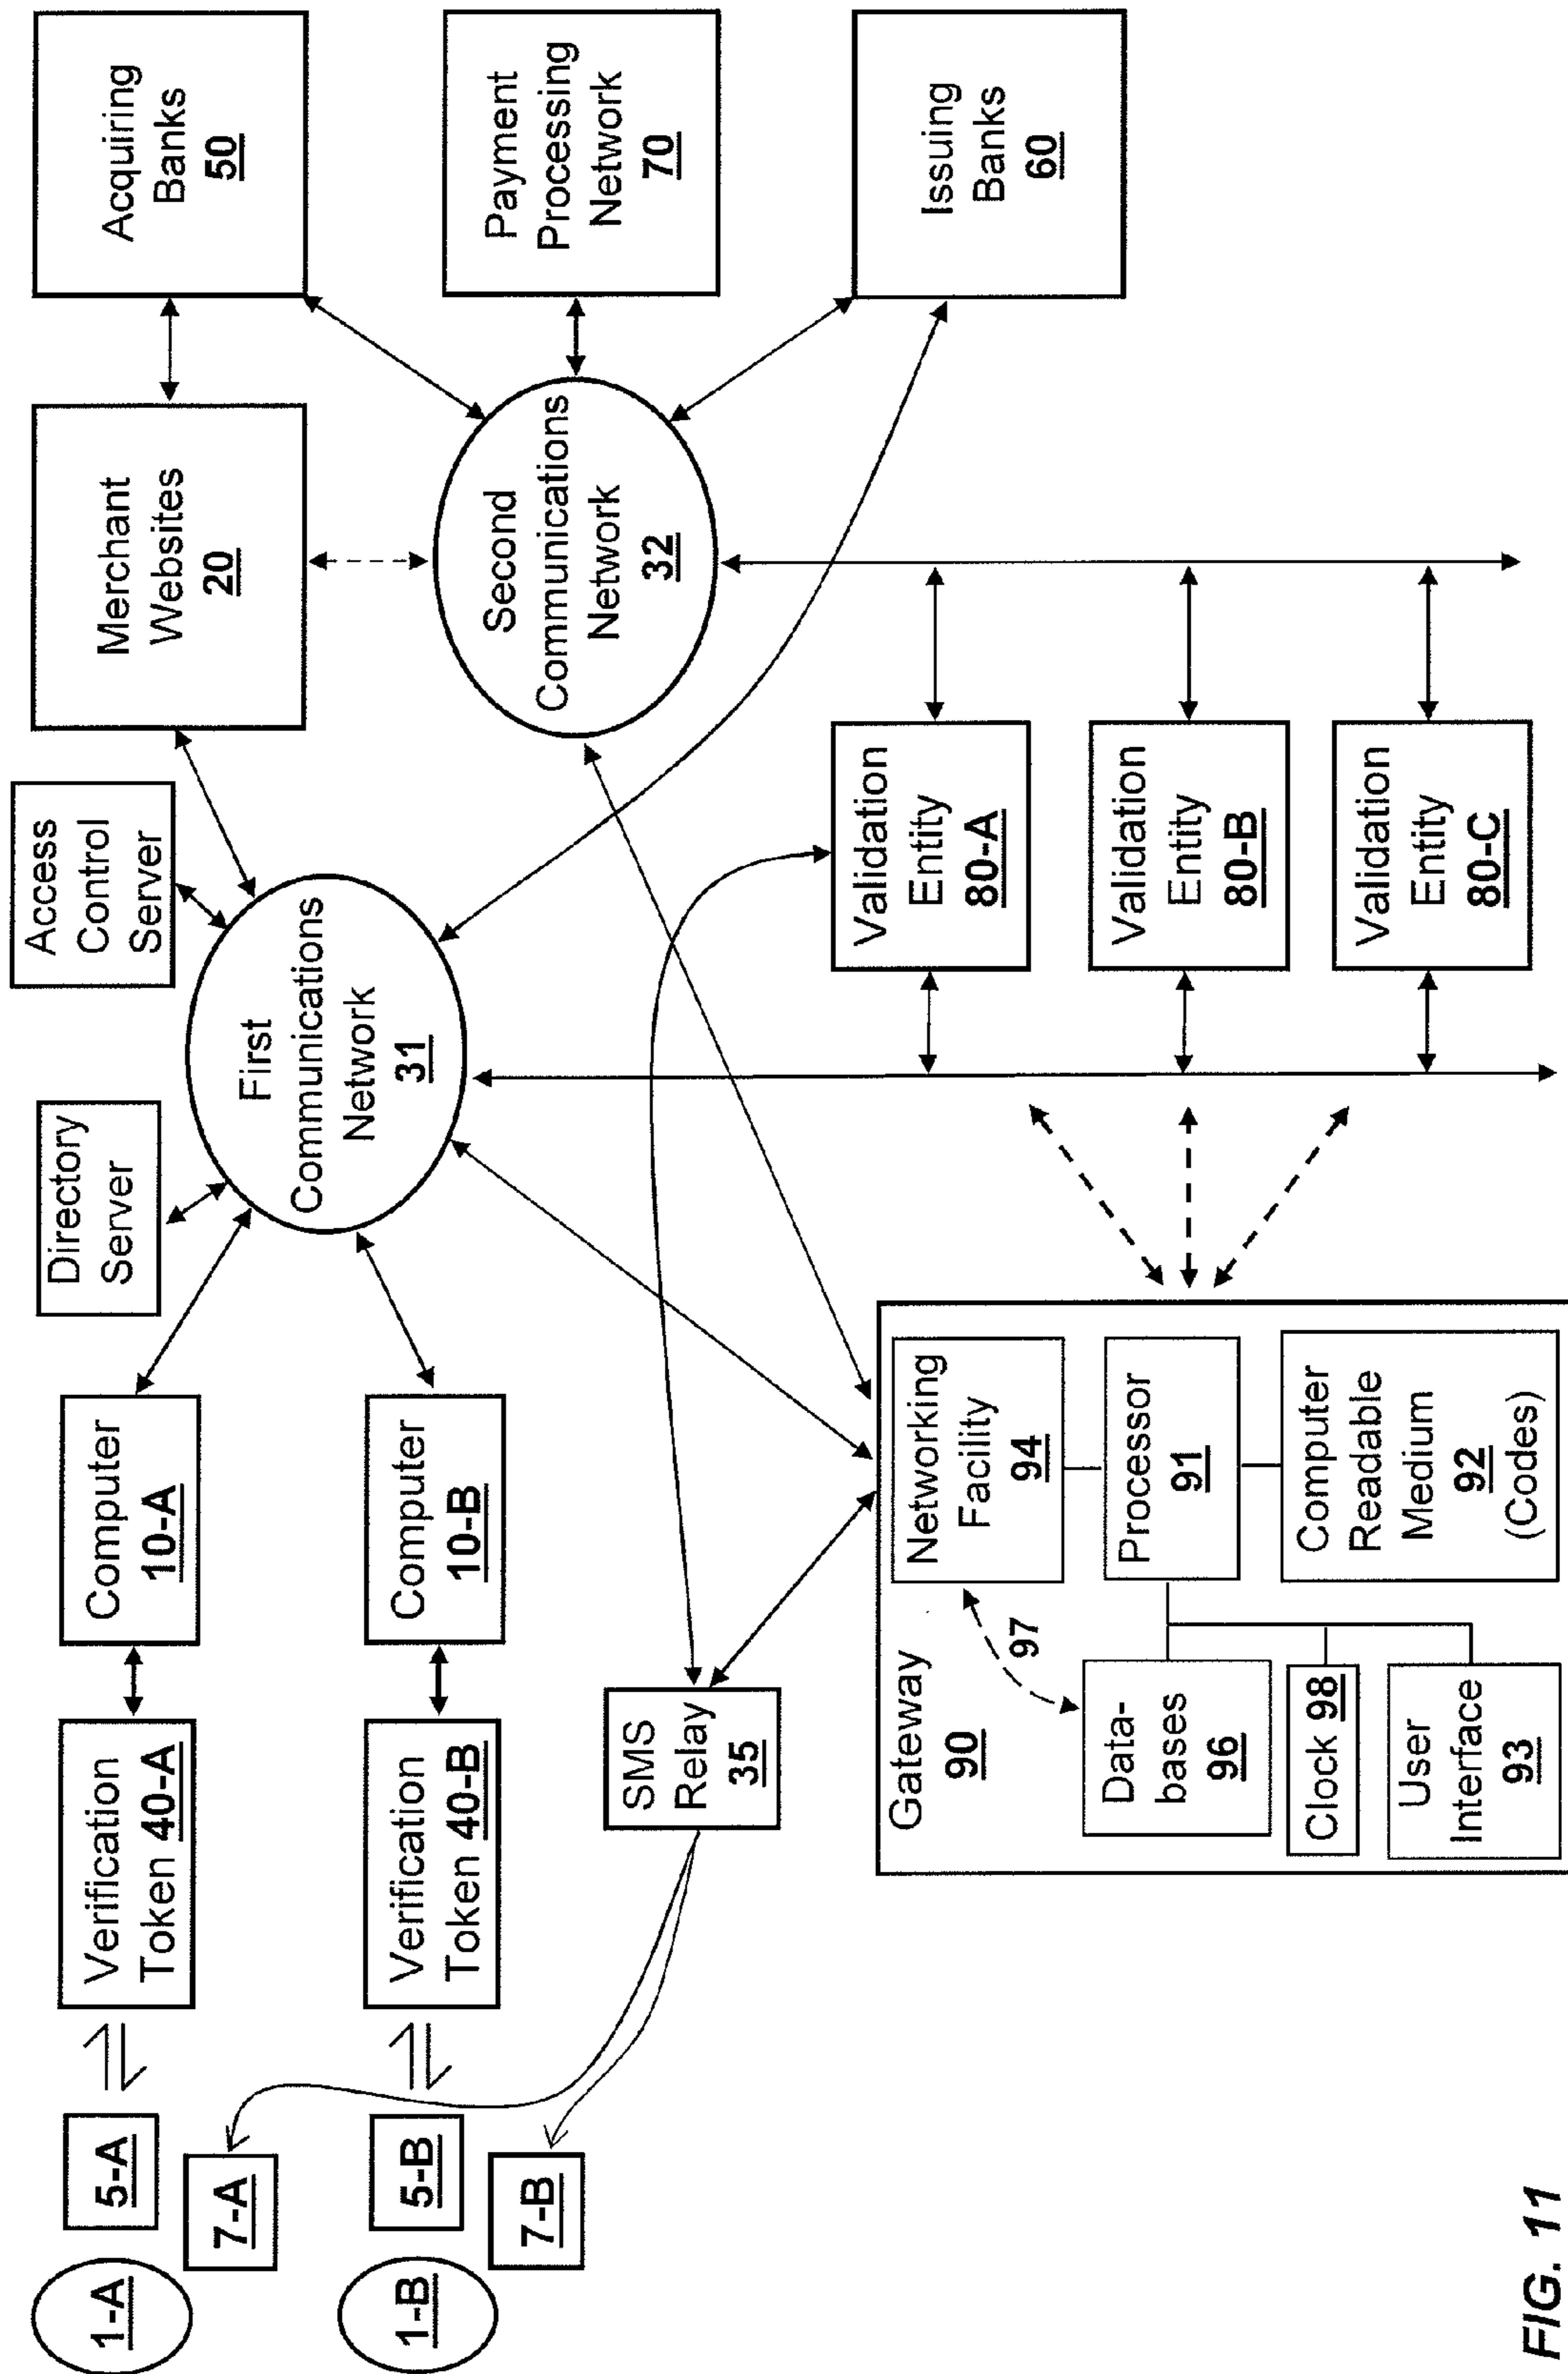 1-A
5-A
7-A
Verification
Token 40-A
Computer
10-A
Directory
Server
First
Communications
Network
31
Access
Control
Server
Merchant
Websites
20
Acquiring
Banks
50
1-B
5-B
7-B
Verification
Token 40-B
Computer
10-B
Second
Communications
Network
32
Payment
Processing
Network
70
SMS
Relay
35
Issuing
Banks
60
Validation
Entity
80-A
Validation
Entity
80-B
Validation
Entity
80-C
Gateway
90
97
Networking
Facility
94
Processor
91
Computer
Readable
Medium
92
(Codes)
Data-
bases
96
Clock 98
User
Interface
93
FIG. 11